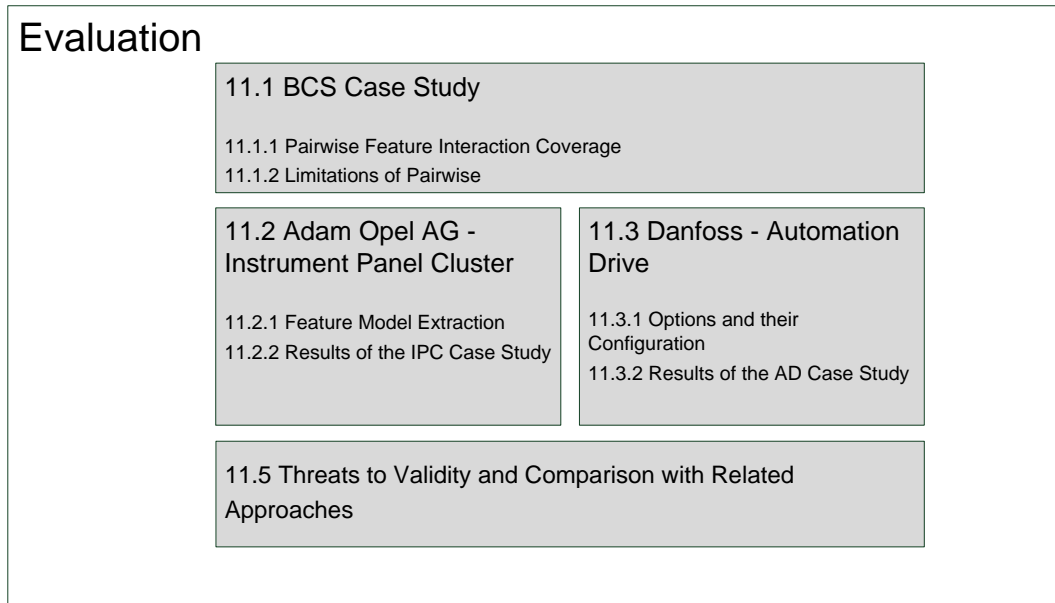 Evaluation
11.1 BCS Case Study
11.1.1 Pairwise Feature Interaction Coverage
11.1.2 Limitations of Pairwise
11.2 Adam Opel AG -
Instrument Panel Cluster
11.2.1 Feature Model Extraction
11.2.2 Results of the IPC Case Study
11.3 Danfoss - Automation
Drive
11.3.1 Options and their
Configuration
11.3.2 Results of the AD Case Study
11.5 Threats to Validity and Comparison with Related
Approaches